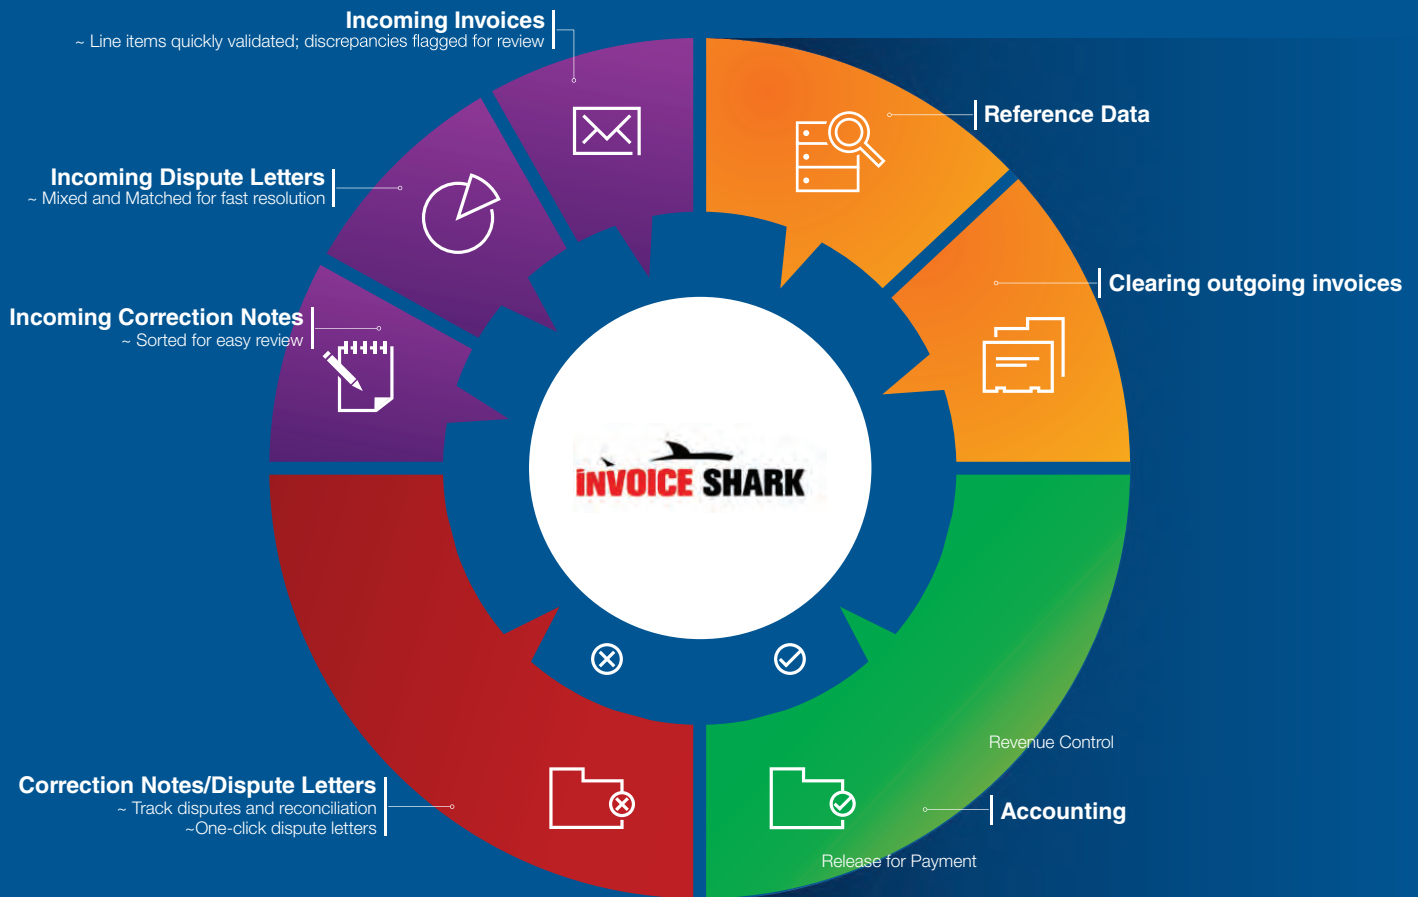 Incoming Invoices
~ Line items quickly validated; discrepancies flagged for review
Reference Data
Incoming Dispute Letters
~ Mixed and Matched for fast resolution
Clearing outgoing invoices
Incoming Correction Notes
~ Sorted for easy review
INVOICE SHARK
Revenue Control
Correction Notes/Dispute Letters
~ Track disputes and reconciliation
~One-click dispute letters
Accounting
Release for Payment